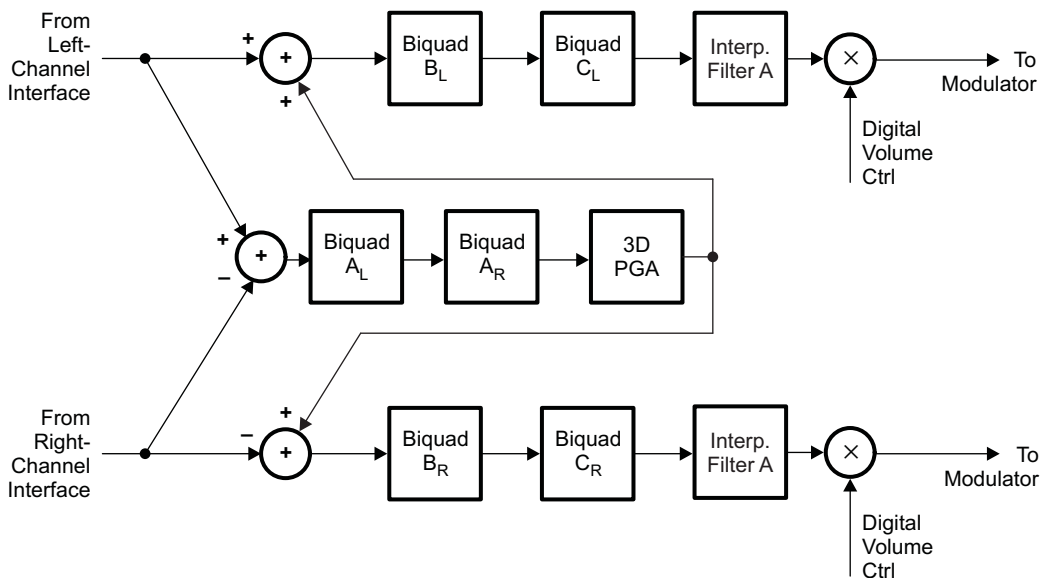 From
Left-
Channel
Interface
+
+
+
Biquad
B_L
Biquad
C_L
Interp.
Filter A
×
To
Modulator
Digital
Volume
Ctrl
+
–
+
Biquad
A_L
Biquad
A_R
3D
PGA
From
Right-
Channel
Interface
–
+
+
Biquad
B_R
Biquad
C_R
Interp.
Filter A
×
To
Modulator
Digital
Volume
Ctrl